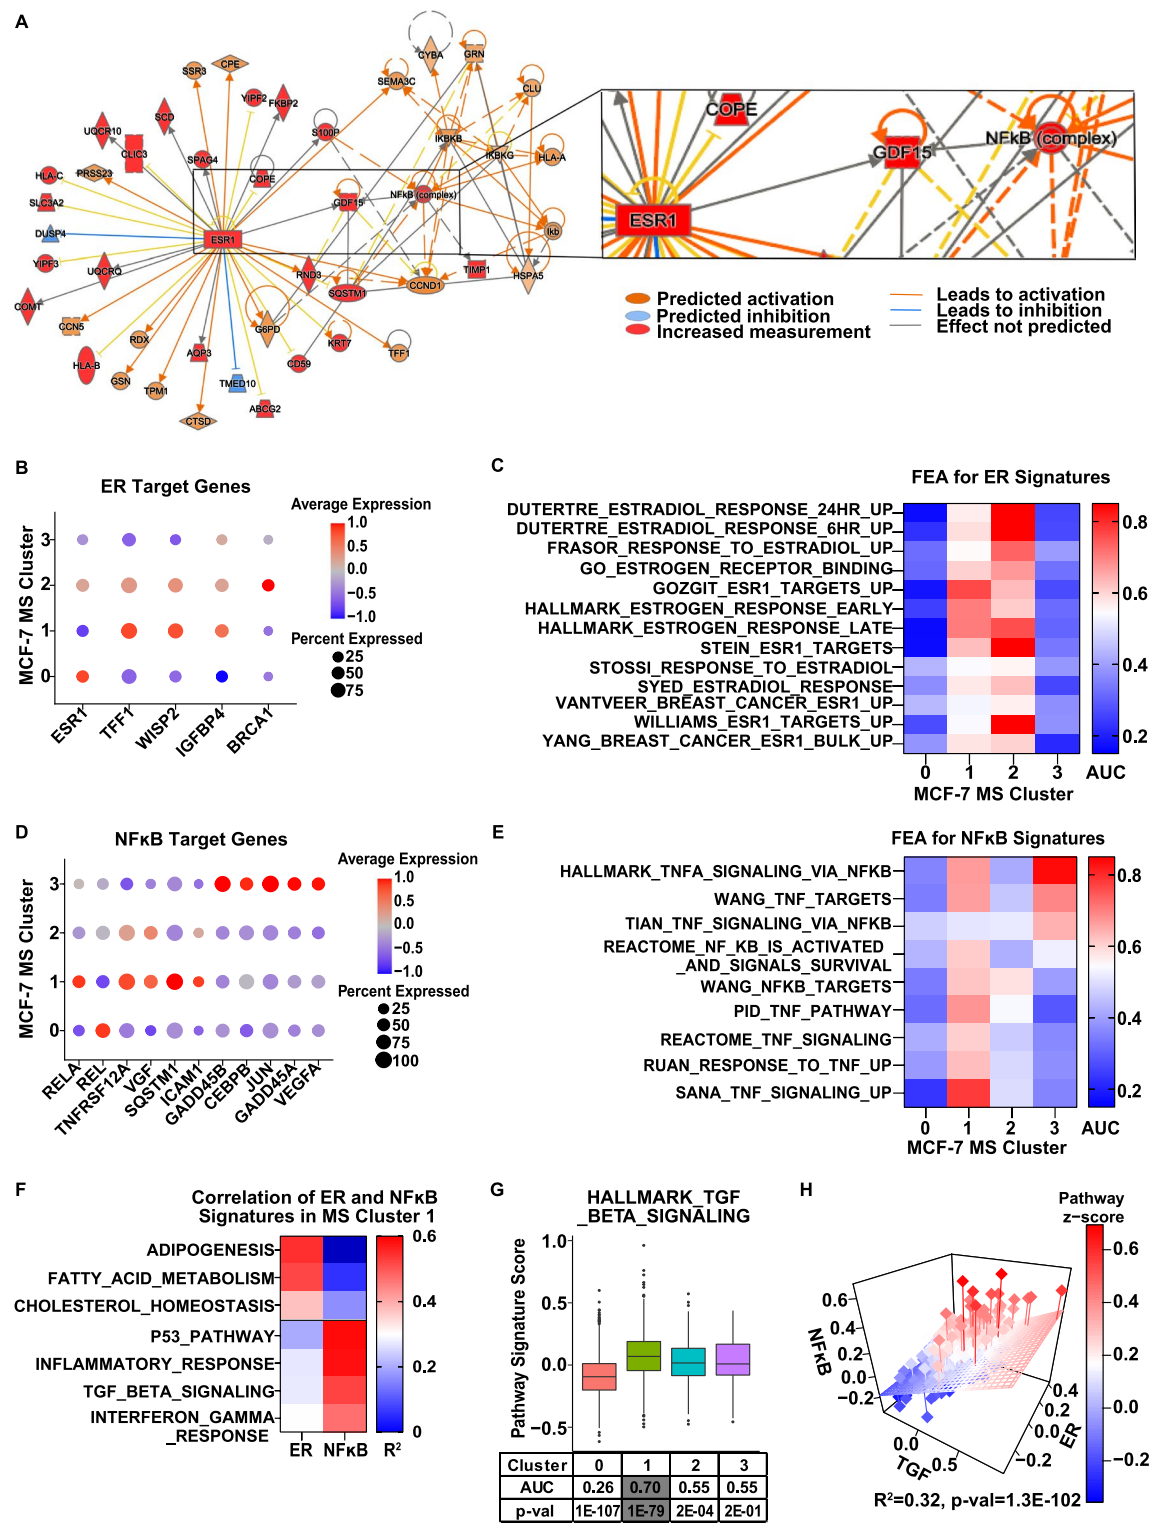 A
CYBA
GRN
SSR3
CPE
SEMA3C
CLU
YIPF2
FKBP2
SCD
UQCR10
S100P
IKBKB
IKBKG
HLA-A
CLIC3
SPAG4
COPE
HLA-C
PRSS23
SLC3A2
GDF15
NFkB (complex)
DUSP4
ESR1
Ikb
YIPF3
UQCRQ
RND3
TIMP1
HSPA5
COMT
SQSTM1
CCND1
CCN5
RDX
G6PD
KRT7
TFF1
HLA-B
AQP3
CD59
GSN
TPM1
TMED10
ABCG2
CTSD
COPE
GDF15
NFkB (complex)
ESR1
Predicted activation
Predicted inhibition
Increased measurement
Leads to activation
Leads to inhibition
Effect not predicted
B
ER Target Genes
MCF-7 MS Cluster
3
2
1
0
ESR1
TFF1
WISP2
IGFBP4
BRCA1
Average Expression
1.0
0.5
0.0
−0.5
−1.0
Percent Expressed
25
50
75
C
FEA for ER Signatures
DUTERTRE_ESTRADIOL_RESPONSE_24HR_UP
DUTERTRE_ESTRADIOL_RESPONSE_6HR_UP
FRASOR_RESPONSE_TO_ESTRADIOL_UP
GO_ESTROGEN_RECEPTOR_BINDING
GOZGIT_ESR1_TARGETS_UP
HALLMARK_ESTROGEN_RESPONSE_EARLY
HALLMARK_ESTROGEN_RESPONSE_LATE
STEIN_ESR1_TARGETS
STOSSI_RESPONSE_TO_ESTRADIOL
SYED_ESTRADIOL_RESPONSE
VANTVEER_BREAST_CANCER_ESR1_UP
WILLIAMS_ESR1_TARGETS_UP
YANG_BREAST_CANCER_ESR1_BULK_UP
0 1 2 3 AUC
MCF-7 MS Cluster
0.8
0.6
0.4
0.2
D
NFκB Target Genes
MCF-7 MS Cluster
3
2
1
0
RELA
REL
TNFRSF12A
VGF
SQSTM1
ICAM1
GADD45B
CEBPB
JUN
GADD45A
VEGFA
Average Expression
1.0
0.5
0.0
−0.5
−1.0
Percent Expressed
25
50
75
100
E
FEA for NFκB Signatures
HALLMARK_TNFA_SIGNALING_VIA_NFKB
WANG_TNF_TARGETS
TIAN_TNF_SIGNALING_VIA_NFKB
REACTOME_NF_KB_IS_ACTIVATED
_AND_SIGNALS_SURVIVAL
WANG_NFKB_TARGETS
PID_TNF_PATHWAY
REACTOME_TNF_SIGNALING
RUAN_RESPONSE_TO_TNF_UP
SANA_TNF_SIGNALING_UP
0 1 2 3 AUC
MCF-7 MS Cluster
0.8
0.6
0.4
0.2
F
Correlation of ER and NFκB
Signatures in MS Cluster 1
ADIPOGENESIS
FATTY_ACID_METABOLISM
CHOLESTEROL_HOMEOSTASIS
P53_PATHWAY
INFLAMMATORY_RESPONSE
TGF_BETA_SIGNALING
INTERFERON_GAMMA
_RESPONSE
ER NFκB R²
0.6
0.4
0.2
0
G
HALLMARK_TGF
_BETA_SIGNALING
Pathway Signature Score
1.0
0.5
0.0
−0.5
Cluster 0 1 2 3
AUC 0.26 0.70 0.55 0.55
p-val 1E-107 1E-79 2E-04 2E-01
H
Pathway
z−score
0.6
0.4
0.2
0.0
−0.2
NFκB
0.6
0.4
0.2
0.0
−0.2
TGF
0.0
0.5
ER
0.4
0.2
0.0
−0.2
R²=0.32, p-val=1.3E-102